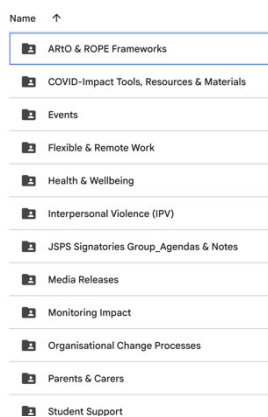 Name ↑
ARtO & ROPE Frameworks
COVID-Impact Tools, Resources & Materials
Events
Flexible & Remote Work
Health & Wellbeing
Interpersonal Violence (IPV)
JSPS Signatories Group_Agendas & Notes
Media Releases
Monitoring Impact
Organisational Change Processes
Parents & Carers
Student Support